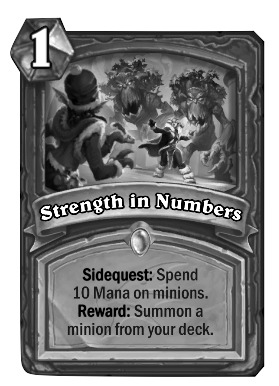 1
Strength in Numbers
Sidequest: Spend
10 Mana on minions.
Reward: Summon a
minion from your deck.